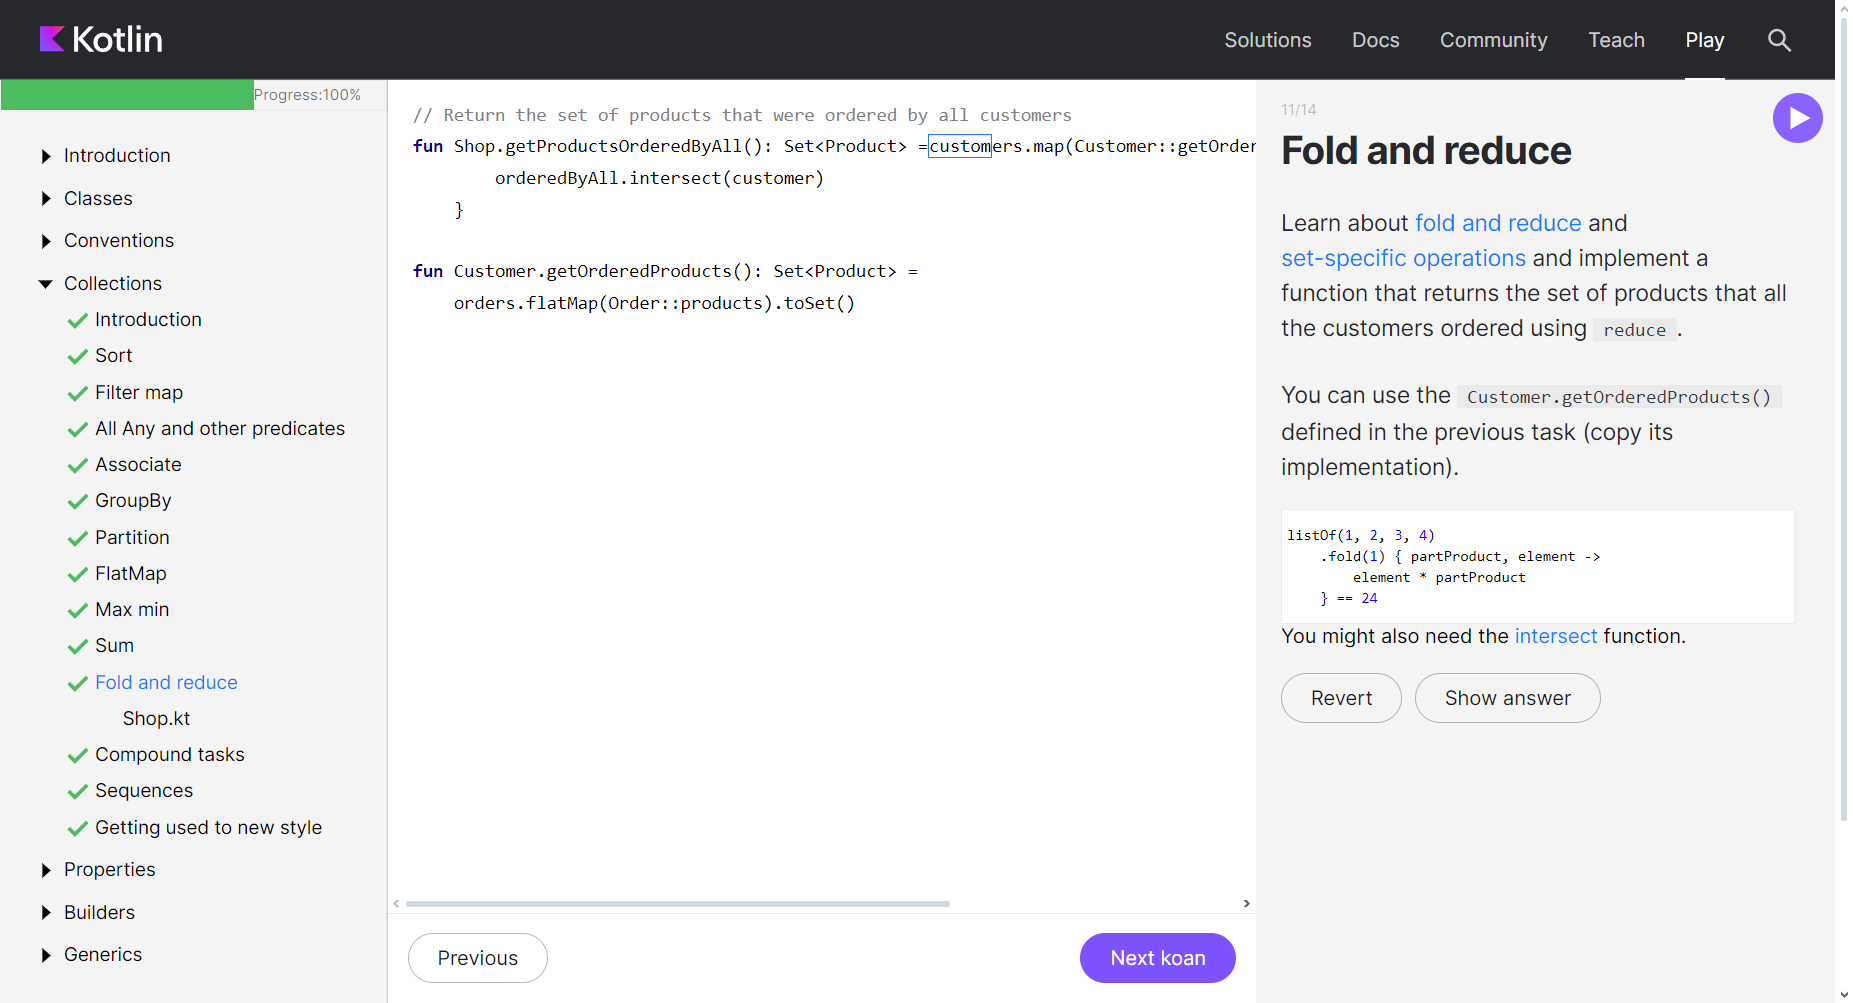 Kotlin
Solutions
Docs
Community
Teach
Play
Progress:100%
Introduction
Classes
Conventions
Collections
Introduction
Sort
Filter map
All Any and other predicates
Associate
GroupBy
Partition
FlatMap
Max min
Sum
Fold and reduce
Shop.kt
Compound tasks
Sequences
Getting used to new style
Properties
Builders
Generics
// Return the set of products that were ordered by all customers
fun Shop.getProductsOrderedByAll(): Set<Product> =customers.map(Customer::getOrder
orderedByAll.intersect(customer)
}
fun Customer.getOrderedProducts(): Set<Product> =
orders.flatMap(Order::products).toSet()
Previous
Next koan
11/14
Fold and reduce
Learn about fold and reduce and
set-specific operations and implement a
function that returns the set of products that all
the customers ordered using reduce.
You can use the Customer.getOrderedProducts()
defined in the previous task (copy its
implementation).
listOf(1, 2, 3, 4)
.fold(1) { partProduct, element ->
element * partProduct
} == 24
You might also need the intersect function.
Revert
Show answer